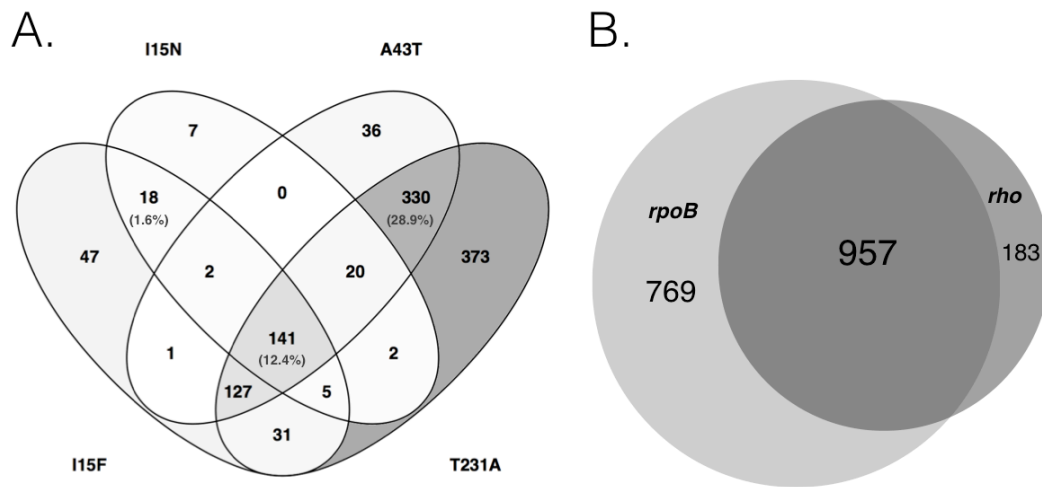 A.
B.
I15N
A43T
7
36
18
(1.6%)
0
330
(28.9%)
47
2
20
373
141
(12.4%)
1
2
127
5
31
I15F
T231A
rpoB
rho
957
183
769